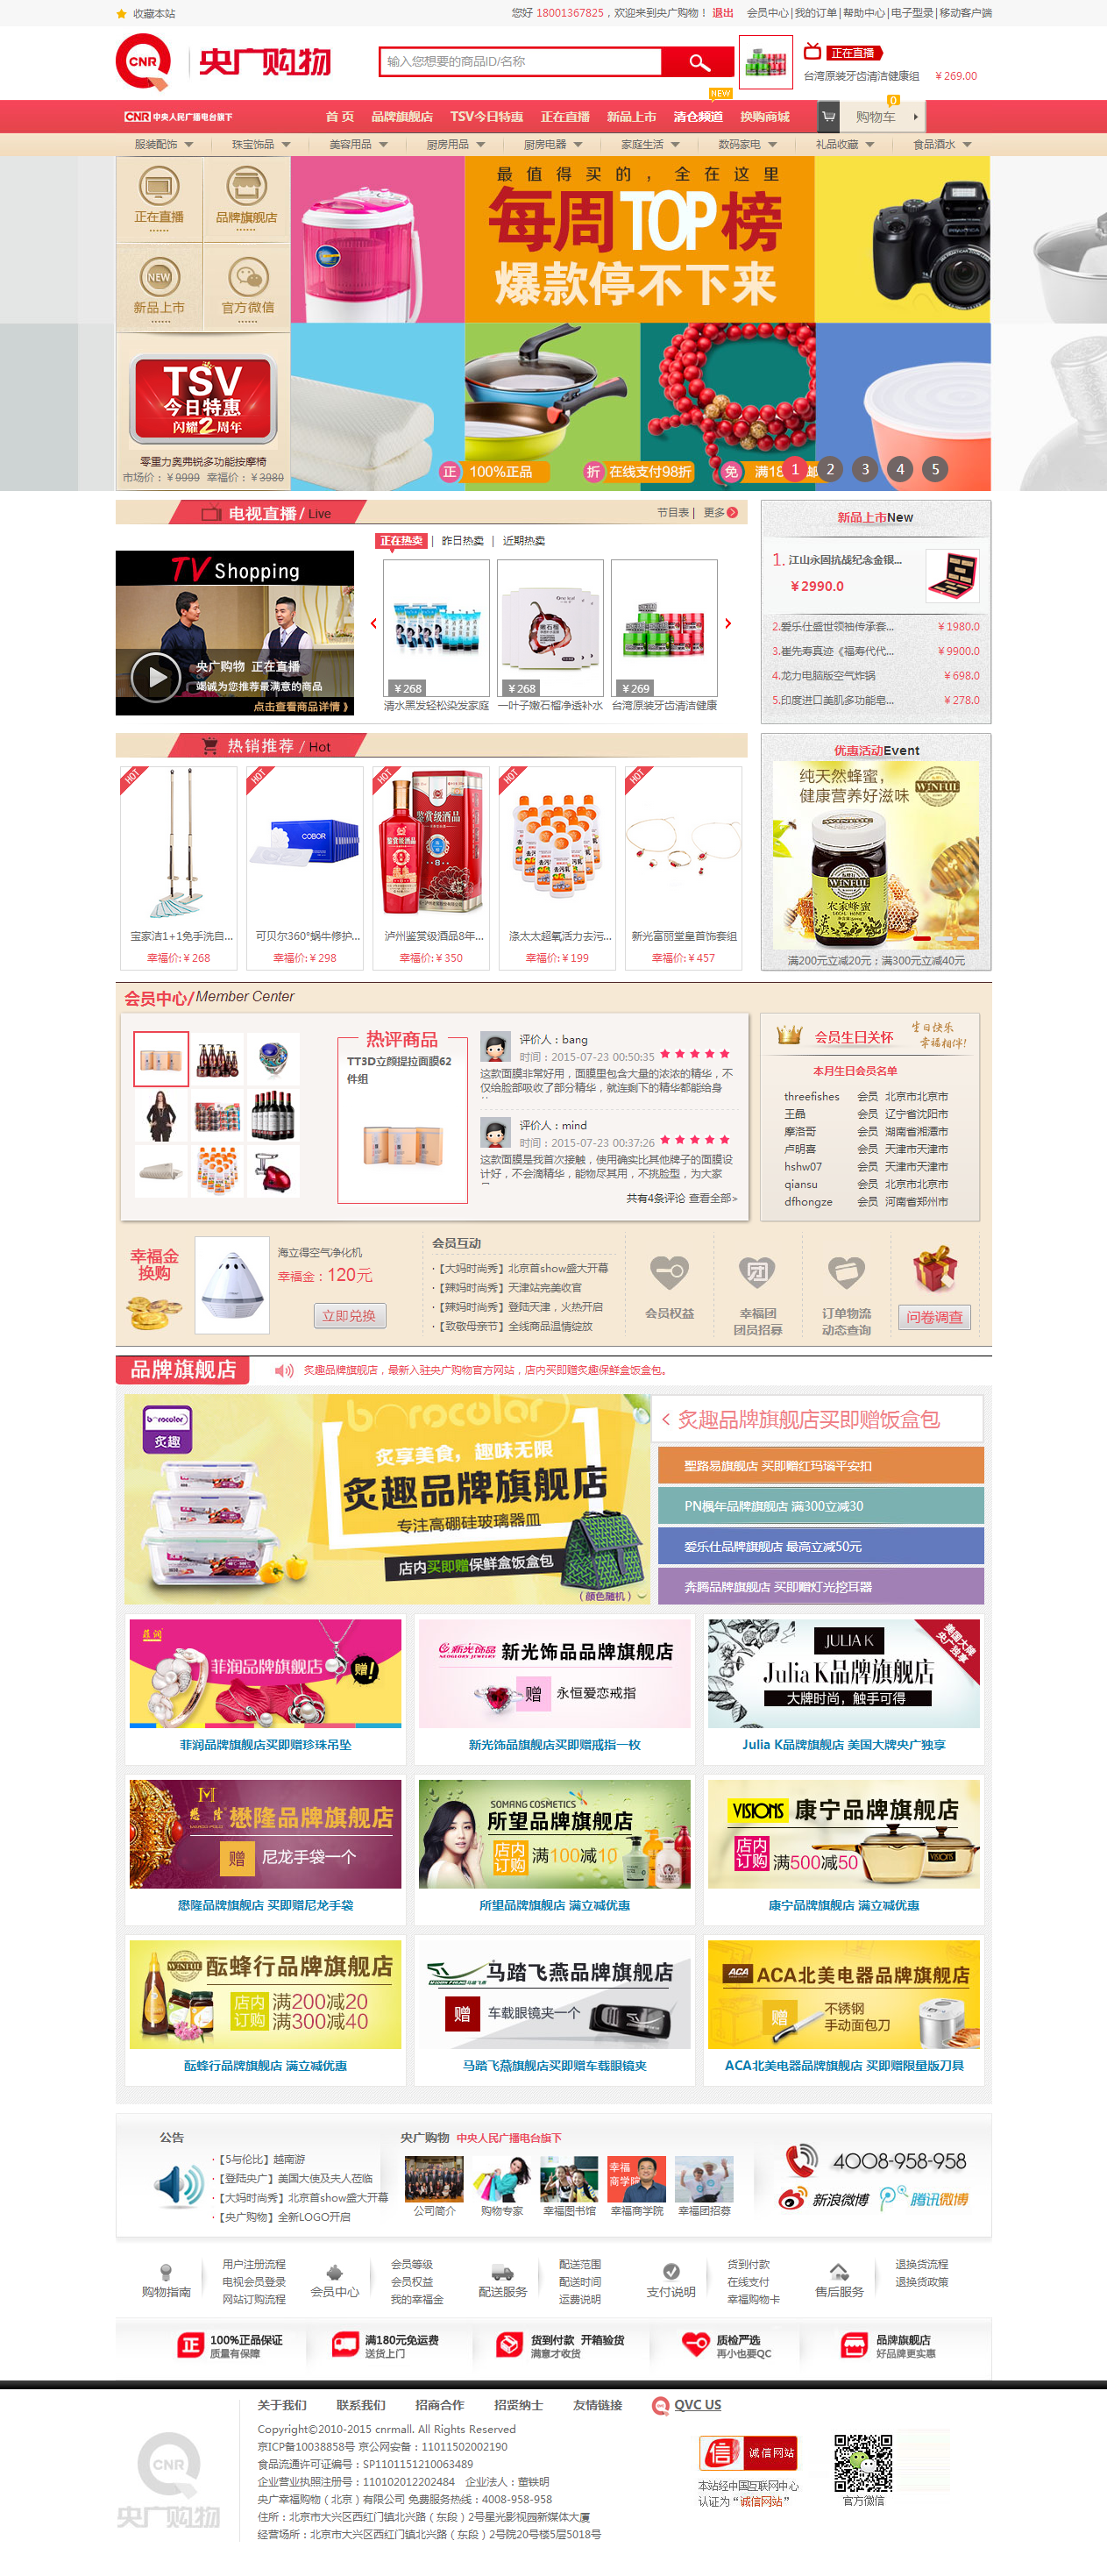 收藏本站
您好 18001367825，欢迎来到央广购物！ 退出 会员中心|我的订单|帮助中心|电子型录|移动客户端
CNR 央广购物
输入您想要的商品ID/名称
正在直播
台湾原装牙齿清洁健康组 ￥269.00
NEW
CNR 中央人民广播电台旗下
首 页 品牌旗舰店 TSV今日特惠 正在直播 新品上市 清仓频道 换购商城
购物车 0
服装配饰 珠宝饰品 美容用品 厨房用品 厨房电器 家庭生活 数码家电 礼品收藏 食品酒水
正在直播 品牌旗舰店
NEW
新品上市 官方微信
最值得买的，全在这里
每周TOP榜
爆款停不下来
PRAKTICA
TSV
今日特惠
闪耀2周年
零重力奥弗锐多功能按摩椅
市场价：￥9999 幸福价：￥3980
正 100%正品 折 在线支付98折 免
1 2 3 4 5
电视直播 / Live
节目表 | 更多
正在热卖 | 昨日热卖 | 近期热卖
TV Shopping
央广购物 正在直播
竭诚为您推荐最满意的商品
点击查看商品详情
￥268 ￥268 ￥269
清水黑发轻松染发家庭 一叶子嫩石榴净透补水 台湾原装牙齿清洁健康
新品上市New
1. 江山永固抗战纪念金银...
￥2990.0
2.爱乐仕盛世领袖传承套... ￥1980.0
3.崔先寿真迹《福寿代代... ￥9900.0
4.龙力电脑版空气炸锅 ￥698.0
5.印度进口美肌多功能皂... ￥278.0
热销推荐 / Hot
HOT HOT HOT HOT HOT
COBOR
鉴赏级酒品
宝家洁1+1免手洗自... 可贝尔360°蜗牛修护... 泸州鉴赏级酒品8年... 涤太太超氧活力去污... 新光富丽堂皇首饰套组
幸福价:￥268 幸福价:￥298 幸福价:￥350 幸福价:￥199 幸福价:￥457
优惠活动Event
纯天然蜂蜜，
健康营养好滋味
WINFUL
WINFUL
农家蜂蜜
满200元立减20元；满300元立减40元
会员中心/Member Center
热评商品
TT3D立颜提拉面膜62
件组
评价人：bang
时间：2015-07-23 00:50:35
这款面膜非常好用，面膜里包含大量的浓浓的精华，不
仅给脸部吸收了部分精华，就连剩下的精华都能给身
评价人：mind
时间：2015-07-23 00:37:26
这款面膜是我首次接触，使用确实比其他牌子的面膜设
计好，不会滴精华，能物尽其用，不挑脸型，为大家
共有4条评论 查看全部>
会员生日关怀
生日快乐
幸福相伴!
本月生日会员名单
threefishes 会员 北京市北京市
王晶 会员 辽宁省沈阳市
摩洛哥 会员 湖南省湘潭市
卢明喜 会员 天津市天津市
hshw07 会员 天津市天津市
qiansu 会员 北京市北京市
dfhongze 会员 河南省郑州市
幸福金
换购
海立得空气净化机
幸福金：120元
立即兑换
会员互动
·【大妈时尚秀】北京首show盛大开幕
·【辣妈时尚秀】天津站完美收官
·【辣妈时尚秀】登陆天津，火热开启
·【致敬母亲节】全线商品温情绽放
会员权益
团
幸福团
团员招募
订单物流
动态查询
问卷调查
品牌旗舰店
炙趣品牌旗舰店，最新入驻央广购物官方网站，店内买即赠炙趣保鲜盒饭盒包。
borocolor
炙趣
borocolor
炙享美食，趣味无限
炙趣品牌旗舰店
专注高硼硅玻璃器皿
店内买即赠保鲜盒饭盒包
（颜色随机）
炙趣品牌旗舰店买即赠饭盒包
聖路易旗舰店 买即赠红玛瑙平安扣
PN楓年品牌旗舰店 满300立减30
爱乐仕品牌旗舰店 最高立减50元
奔腾品牌旗舰店 买即赠灯光挖耳器
菲润
菲润品牌旗舰店 赠!
新光饰品 NEOGLORY JEWELRY 新光饰品品牌旗舰店
赠 永恒爱恋戒指
JULIA K
Julia K品牌旗舰店
大牌时尚，触手可得
美国大牌
央广独享
菲润品牌旗舰店买即赠珍珠吊坠 新光饰品旗舰店买即赠戒指一枚 Julia K品牌旗舰店 美国大牌央广独享
懋隆品牌旗舰店
赠 尼龙手袋一个
SOMANG COSMETICS
所望品牌旗舰店
店内订购 满100减10
VISIONS 康宁品牌旗舰店
店内订购 满500减50
VISIONS
懋隆品牌旗舰店 买即赠尼龙手袋 所望品牌旗舰店 满立减优惠 康宁品牌旗舰店 满立减优惠
WINFUL 酝蜂行品牌旗舰店
店内订购 满200减20
满300减40
马踏飞燕品牌旗舰店
赠 车载眼镜夹一个
ACA ACA北美电器品牌旗舰店
赠 不锈钢
手动面包刀
酝蜂行品牌旗舰店 满立减优惠 马踏飞燕旗舰店买即赠车载眼镜夹 ACA北美电器品牌旗舰店 买即赠限量版刀具
公告
·【5与伦比】越南游
·【登陆央广】美国大使及夫人莅临
·【大妈时尚秀】北京首show盛大开幕
·【央广购物】全新LOGO开启
央广购物 中央人民广播电台旗下
幸福
商学院
公司简介 购物专家 幸福图书馆 幸福商学院 幸福团招募
4008-958-958
新浪微博 腾讯微博
购物指南
用户注册流程
电视会员登录
网站订购流程
会员中心
会员等级
会员权益
我的幸福金
配送服务
配送范围
配送时间
运费说明
支付说明
货到付款
在线支付
幸福购物卡
售后服务
退换货流程
退换货政策
正 100%正品保证
质量有保障
满180元免运费
送货上门
货到付款 开箱验货
满意才收货
质检严选
再小也要QC
品牌旗舰店
好品牌更实惠
关于我们 联系我们 招商合作 招贤纳士 友情链接 QVC US
CNR
央广购物
Copyright©2010-2015 cnrmall. All Rights Reserved
京ICP备10038858号 京公网安备：11011502002190
食品流通许可证编号：SP1101151210063489
企业营业执照注册号：110102012202484 企业法人：董铁明
央广幸福购物（北京）有限公司 免费服务热线：4008-958-958
住所：北京市大兴区西红门镇北兴路（东段）2号星光影视园新媒体大厦
经营场所：北京市大兴区西红门镇北兴路（东段）2号院20号楼5层5018号
信 诚信网站
本站经中国互联网中心
认证为“诚信网站”
官方微信